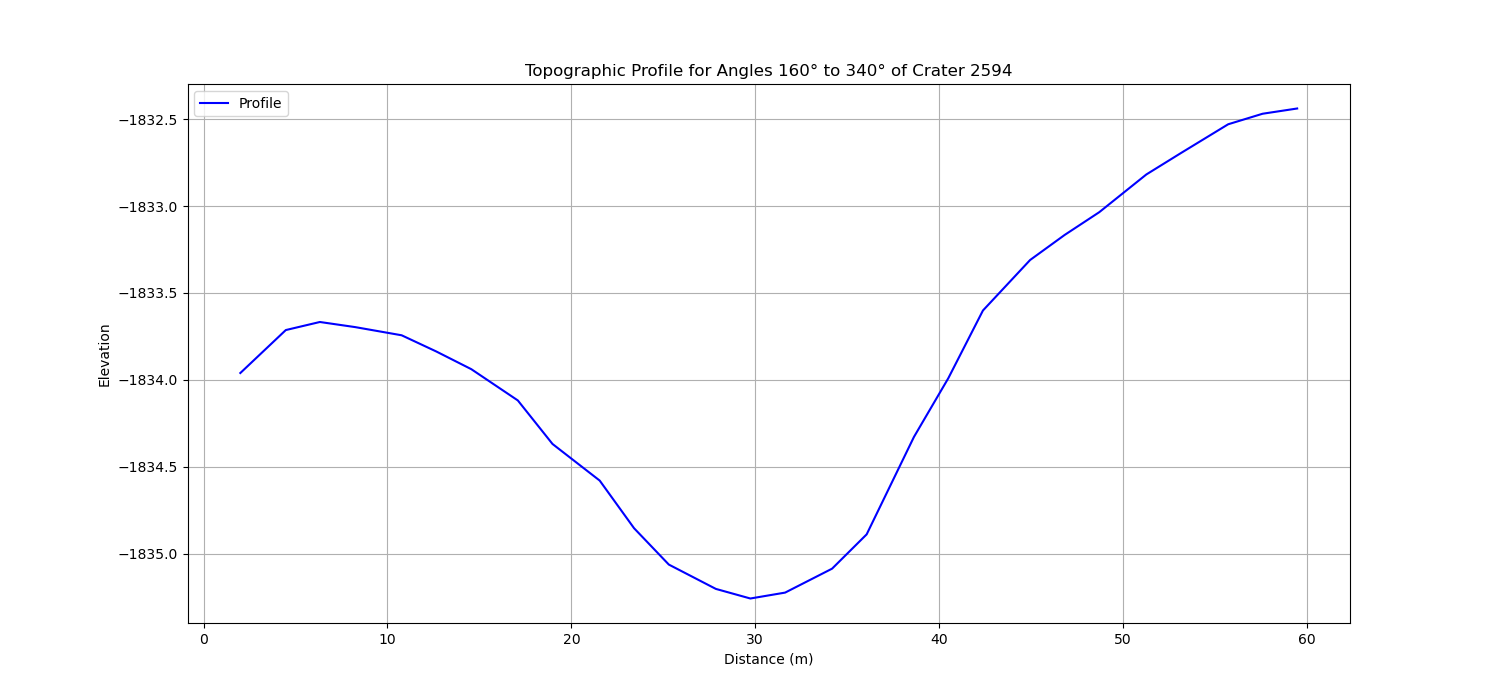 Topographic Profile for Angles 160° to 340° of Crater 2594
Profile
−1832.5
−1833.0
−1833.5
−1834.0
−1834.5
−1835.0
Elevation
0 10 20 30 40 50 60
Distance (m)